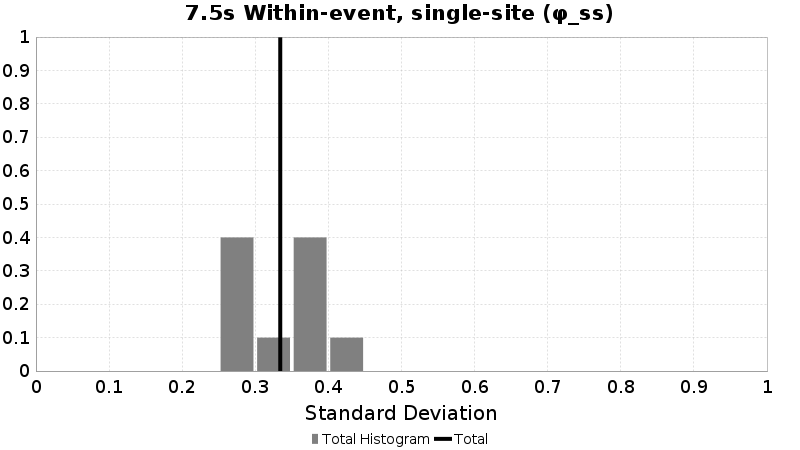 7.5s Within-event, single-site (φ_ss)
1
0.9
0.8
0.7
0.6
0.5
0.4
0.3
0.2
0.1
0
0 0.1 0.2 0.3 0.4 0.5 0.6 0.7 0.8 0.9 1
Standard Deviation
Total Histogram Total